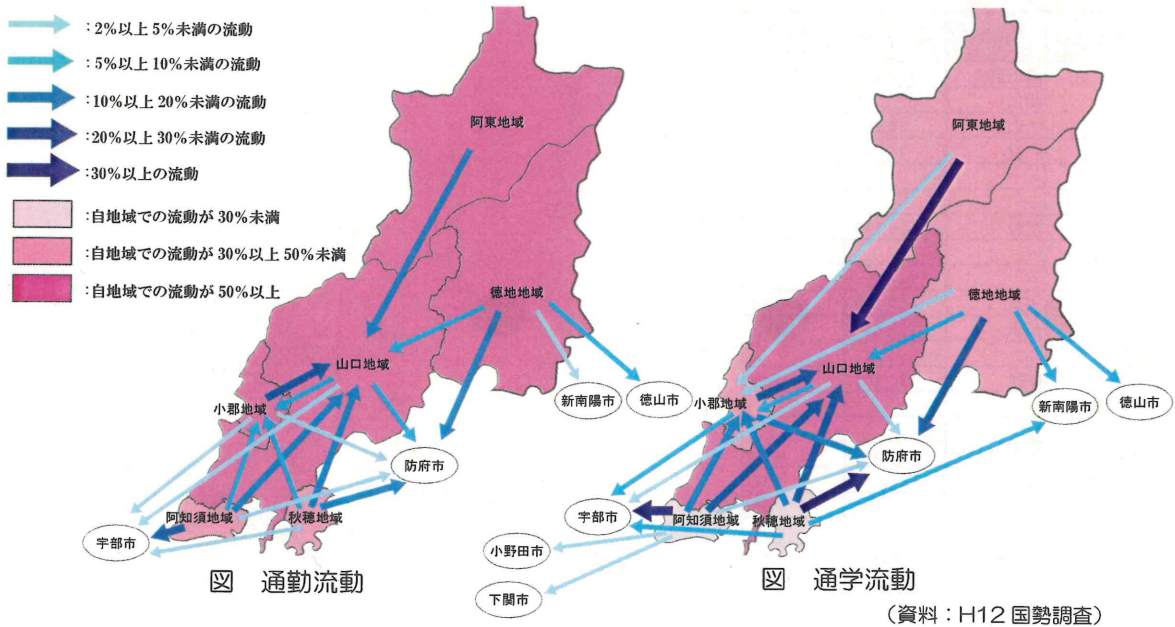 :2%以上 5%未満の流動
:5%以上 10%未満の流動
:10%以上 20%未満の流動
:20%以上 30%未満の流動
:30%以上の流動
:自地域での流動が 30%未満
:自地域での流動が 30%以上 50%未満
:自地域での流動が 50%以上
阿東地域
徳地地域
山口地域
小郡地域
新南陽市
徳山市
防府市
阿知須地域
秋穂地域
宇部市
図 通勤流動
阿東地域
徳地地域
山口地域
小郡地域
新南陽市
徳山市
防府市
宇部市
阿知須地域
秋穂地域
小野田市
下関市
図 通学流動
(資料:H12 国勢調査)